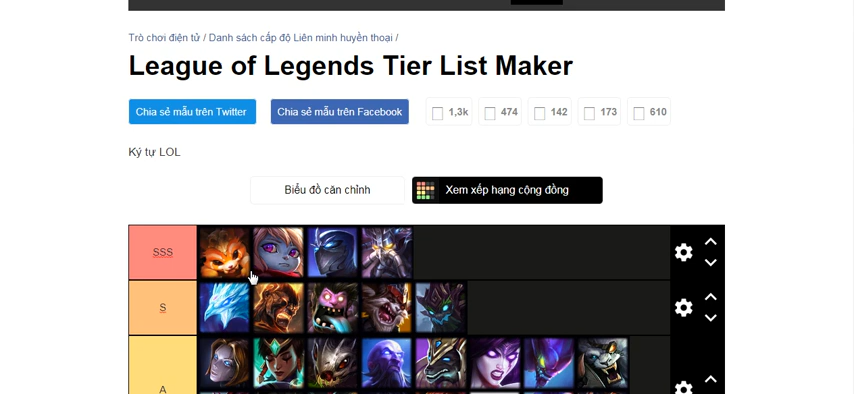 Trò chơi điện tử / Danh sách cấp độ Liên minh huyền thoại /
League of Legends Tier List Maker
Chia sẻ mẫu trên Twitter
Chia sẻ mẫu trên Facebook
1,3k
474
142
173
610
Ký tự LOL
Biểu đồ căn chỉnh
Xem xếp hạng cộng đồng
SSS
S
A